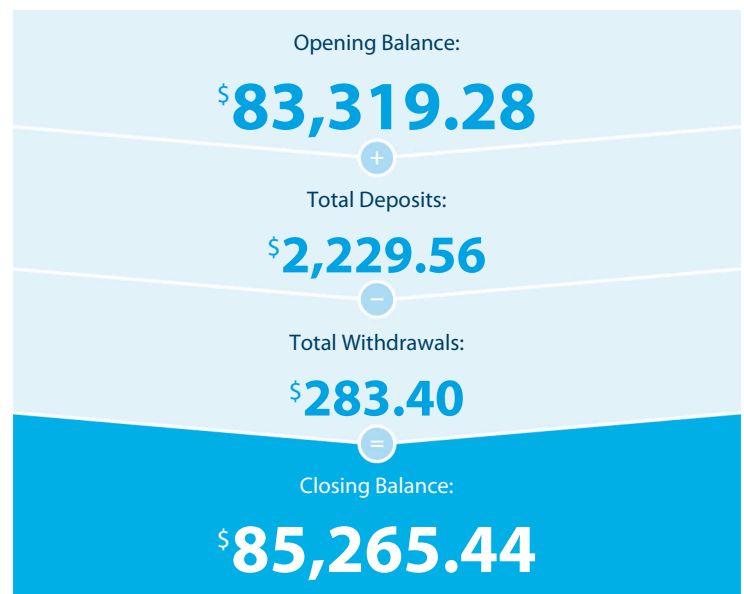 Opening Balance:
$83,319.28
+
Total Deposits:
$2,229.56
−
Total Withdrawals:
$283.40
=
Closing Balance:
$85,265.44